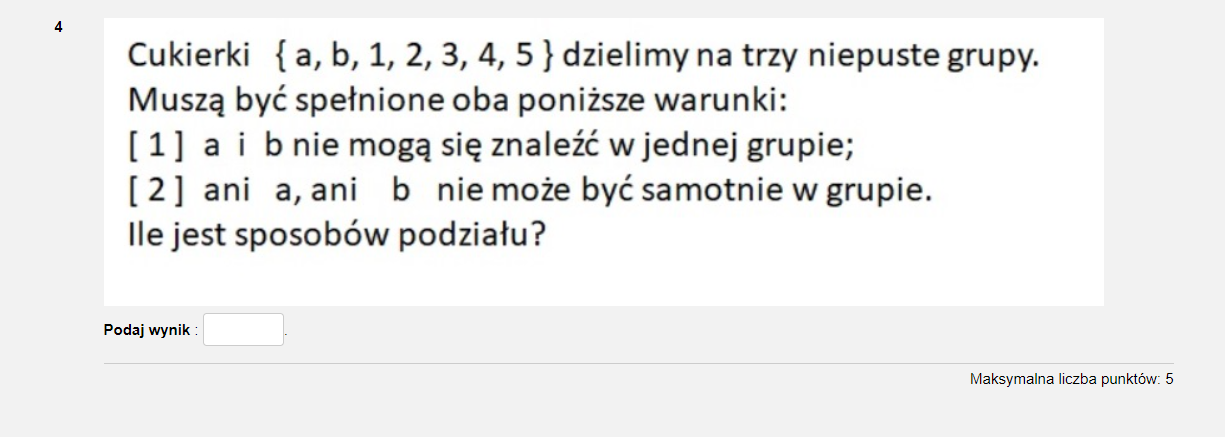 4
Cukierki { a, b, 1, 2, 3, 4, 5 } dzielimy na trzy niepuste grupy.
Muszą być spełnione oba poniższe warunki:
[ 1 ] a i b nie mogą się znaleźć w jednej grupie;
[ 2 ] ani a, ani b nie może być samotnie w grupie.
Ile jest sposobów podziału?
Podaj wynik : .
Maksymalna liczba punktów: 5